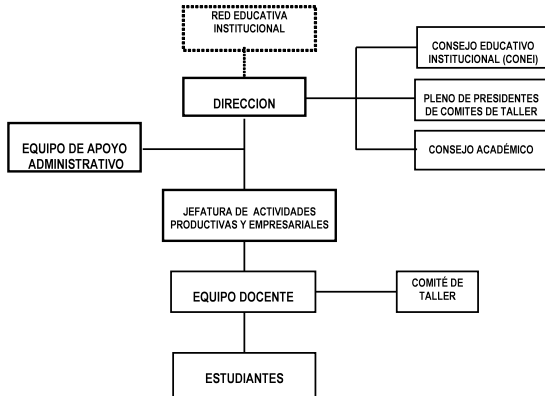 RED EDUCATIVA
INSTITUCIONAL
CONSEJO EDUCATIVO
INSTITUCIONAL (CONEI)
DIRECCION
PLENO DE PRESIDENTES
DE COMITES DE TALLER
EQUIPO DE APOYO
ADMINISTRATIVO
CONSEJO ACADÉMICO
JEFATURA DE ACTIVIDADES
PRODUCTIVAS Y EMPRESARIALES
EQUIPO DOCENTE
COMITÉ DE
TALLER
ESTUDIANTES